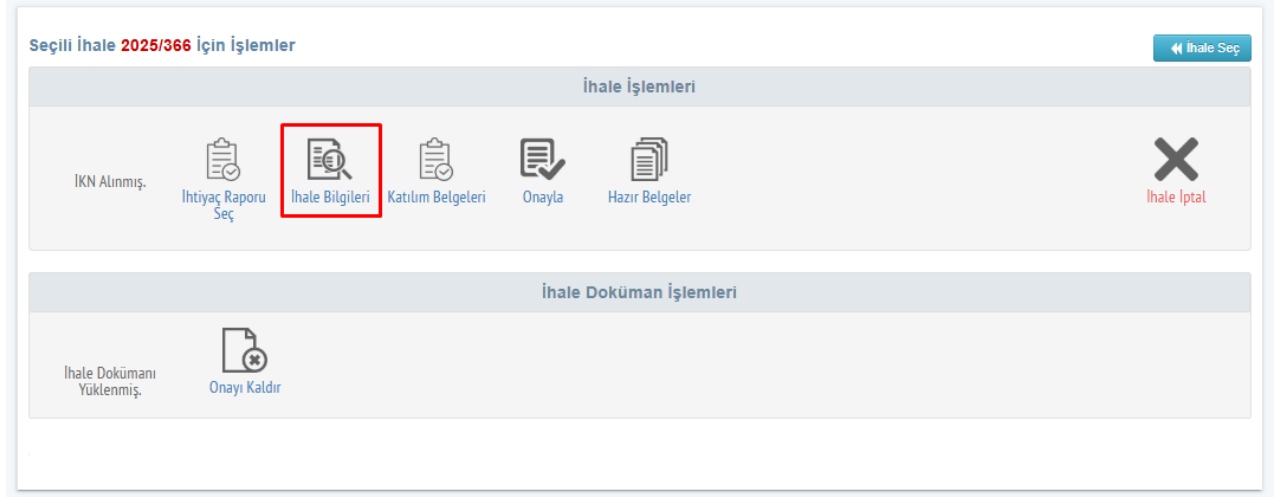 Seçili İhale 2025/366 İçin İşlemler
İhale Seç
İhale İşlemleri
İKN Alınmış.
İhtiyaç Raporu
Seç
İhale Bilgileri
Katılım Belgeleri
Onayla
Hazır Belgeler
İhale İptal
İhale Doküman İşlemleri
İhale Dokümanı
Yüklenmiş.
Onayı Kaldır